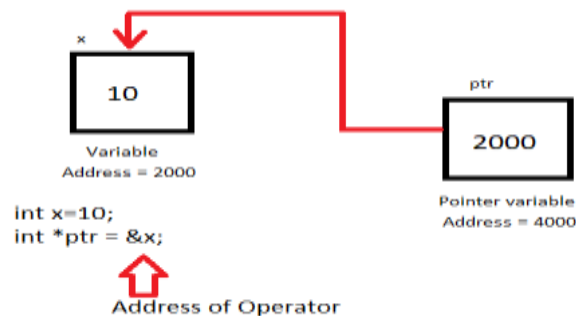 x
10
Variable
Address = 2000
ptr
2000
Pointer variable
Address = 4000
int x=10;
int *ptr = &x;
Address of Operator